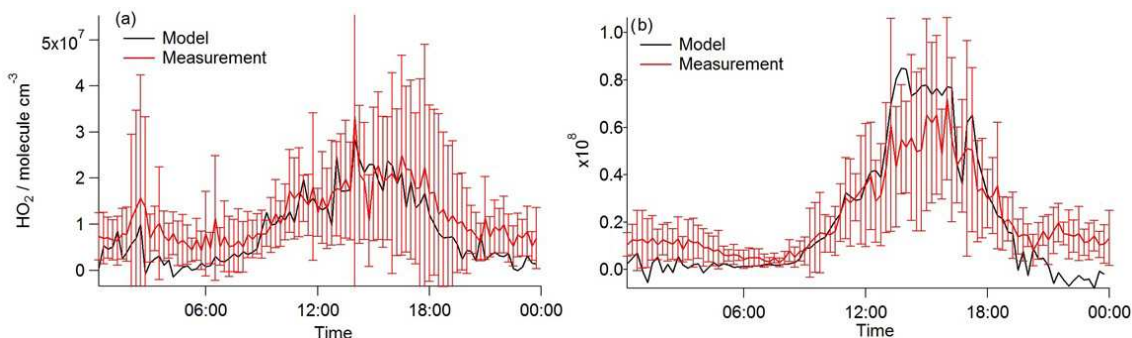 (a)
Model
Measurement
HO2 / molecule cm-3
5x10^7
4
3
2
1
0
06:00
12:00
18:00
00:00
Time
(b)
Model
Measurement
x10^8
1.0
0.8
0.6
0.4
0.2
0.0
06:00
12:00
18:00
00:00
Time